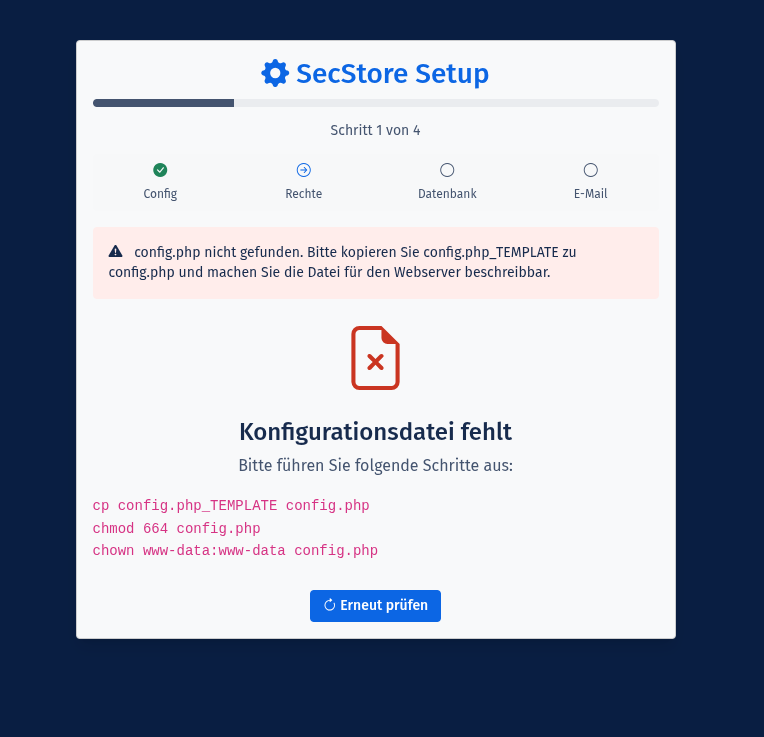 SecStore Setup
Schritt 1 von 4
Config
Rechte
Datenbank
E-Mail
config.php nicht gefunden. Bitte kopieren Sie config.php_TEMPLATE zu
config.php und machen Sie die Datei für den Webserver beschreibbar.
Konfigurationsdatei fehlt
Bitte führen Sie folgende Schritte aus:
cp config.php_TEMPLATE config.php
chmod 664 config.php
chown www-data:www-data config.php
Erneut prüfen